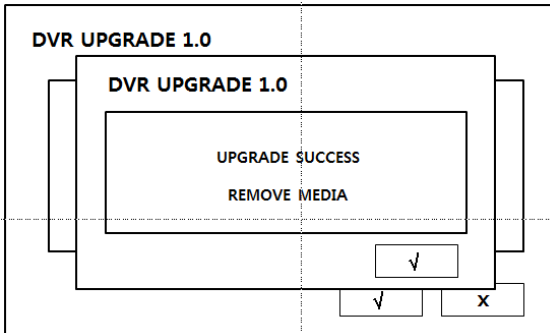 DVR UPGRADE 1.0
DVR UPGRADE 1.0
UPGRADE SUCCESS
REMOVE MEDIA
√
√ X